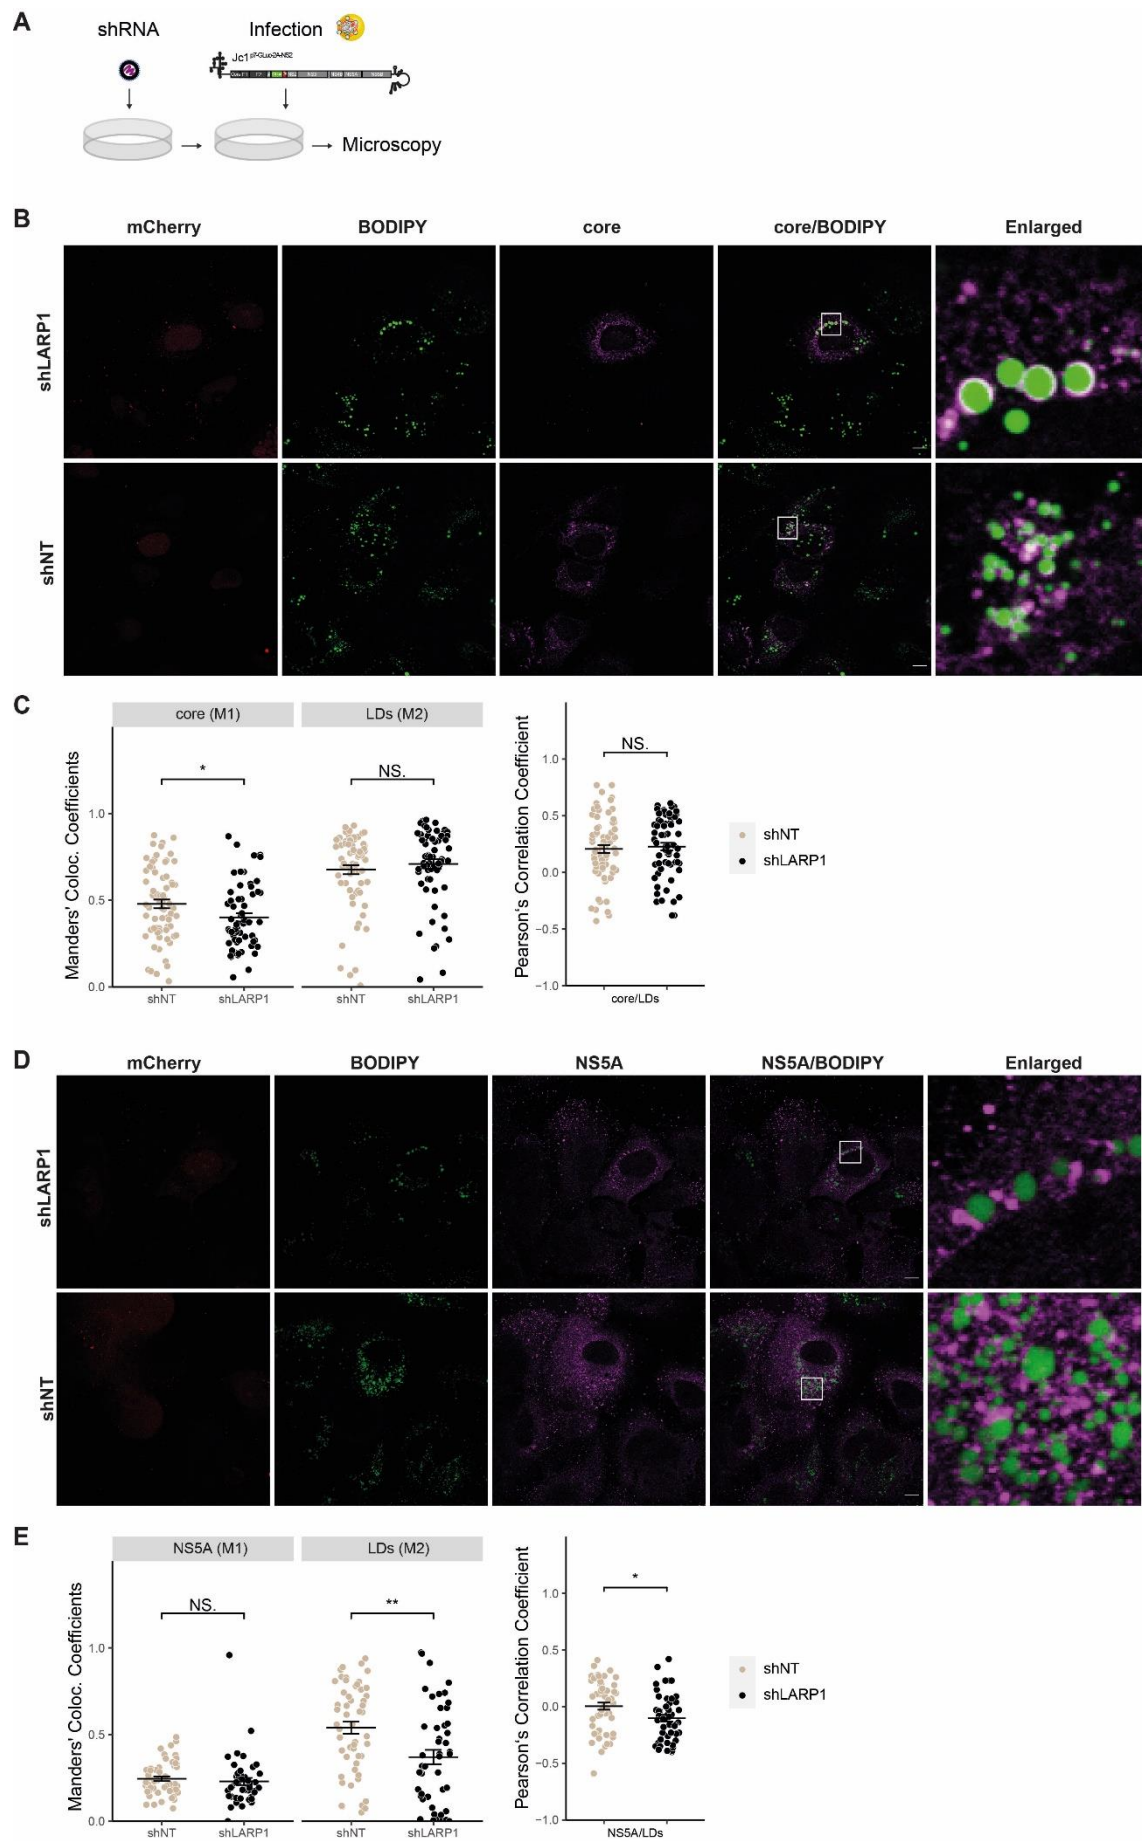 A
shRNA
Infection
Jc1
Microscopy
B
mCherry
BODIPY
core
core/BODIPY
Enlarged
shLARP1
shNT
C
core (M1)
LDs (M2)
Manders' Coloc. Coefficients
*
NS.
1.0
0.5
0.0
shNT
shLARP1
shNT
shLARP1
Pearson's Correlation Coefficient
NS.
1.0
0.5
0.0
−0.5
−1.0
core/LDs
shNT
shLARP1
D
mCherry
BODIPY
NS5A
NS5A/BODIPY
Enlarged
shLARP1
shNT
E
NS5A (M1)
LDs (M2)
Manders' Coloc. Coefficients
NS.
**
1.0
0.5
0.0
shNT
shLARP1
shNT
shLARP1
Pearson's Correlation Coefficient
*
1.0
0.5
0.0
−0.5
−1.0
NS5A/LDs
shNT
shLARP1